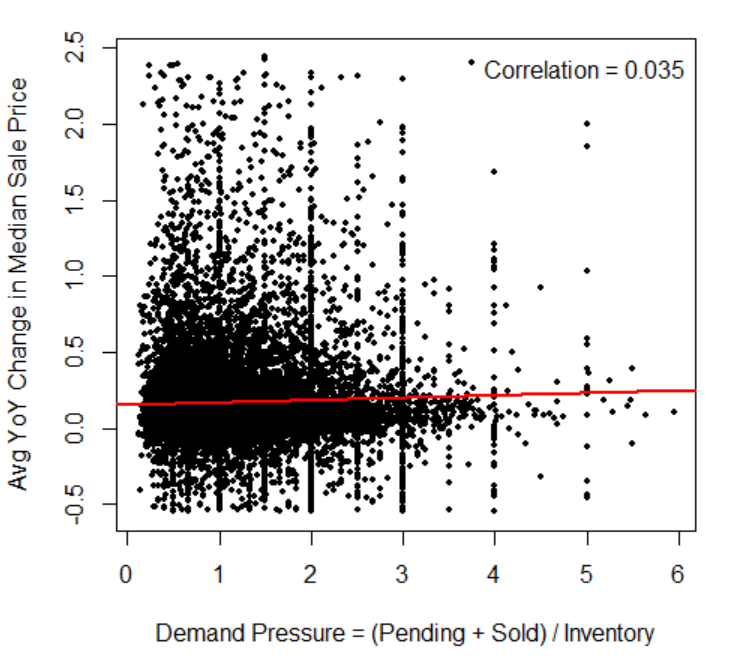 Correlation = 0.035
Avg YoY Change in Median Sale Price
2.5
2.0
1.5
1.0
0.5
0.0
-0.5
0 1 2 3 4 5 6
Demand Pressure = (Pending + Sold) / Inventory